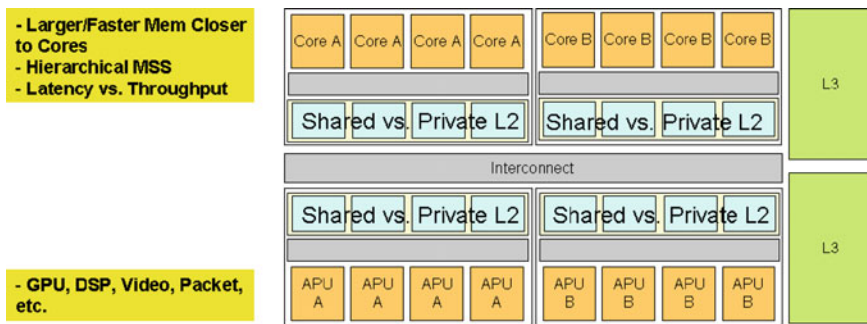 - Larger/Faster Mem Closer
to Cores
- Hierarchical MSS
- Latency vs. Throughput
Core A Core A Core A Core A
Core B Core B Core B Core B
L3
Shared vs. Private L2
Shared vs. Private L2
Interconnect
Shared vs. Private L2
Shared vs. Private L2
L3
- GPU, DSP, Video, Packet,
etc.
APU APU APU APU
A A A A
APU APU APU APU
B B B B